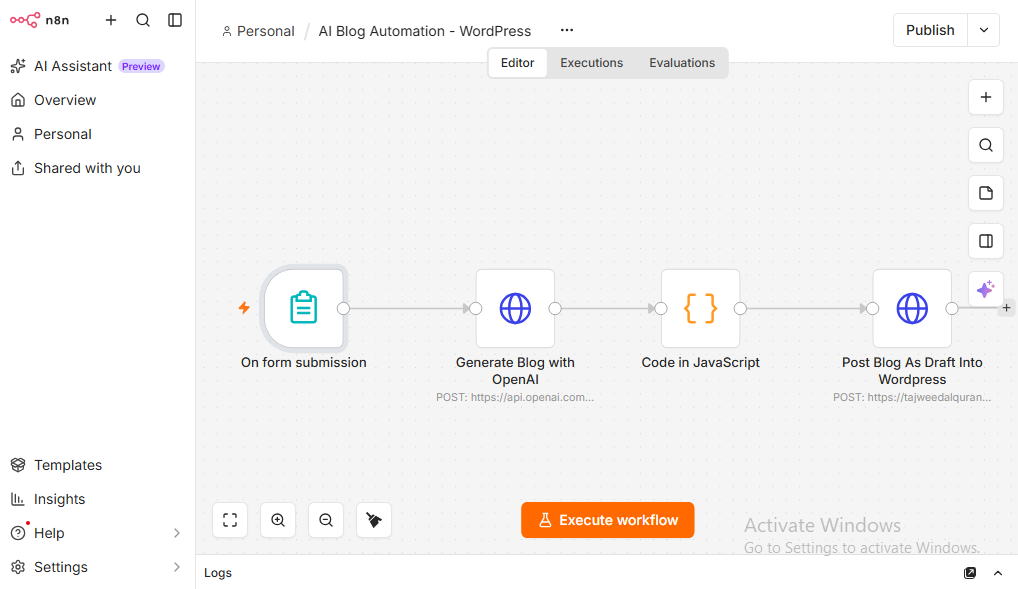 n8n
Personal / AI Blog Automation - WordPress ...
Publish
Editor Executions Evaluations
AI Assistant Preview
Overview
Personal
Shared with you
On form submission
Generate Blog with
OpenAI
POST: https://api.openai.com...
Code in JavaScript
Post Blog As Draft Into
Wordpress
POST: https://tajweedalquran...
Templates
Insights
Help
Settings
Execute workflow
Activate Windows
Go to Settings to activate Windows.
Logs